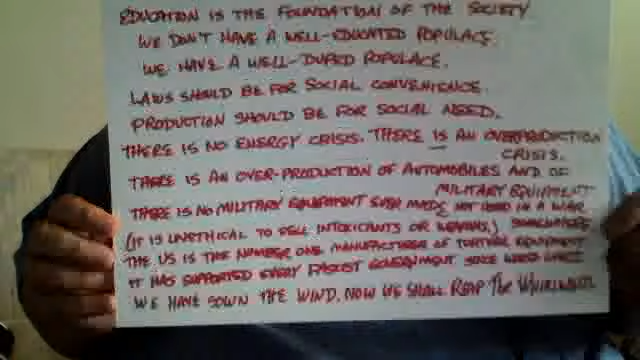 EDUCATION IS THE FOUNDATION OF THE SOCIETY
WE DON'T HAVE A WELL-EDUCATED POPULACE.
WE HAVE A WELL-DUPED POPULACE.
LAWS SHOULD BE FOR SOCIAL CONVENIENCE.
PRODUCTION SHOULD BE FOR SOCIAL NEED.
THERE IS NO ENERGY CRISIS. THERE IS AN OVERPRODUCTION
CRISIS.
THERE IS AN OVER-PRODUCTION OF AUTOMOBILES AND OF
MILITARY EQUIPMENT
THERE IS NO MILITARY EQUIPMENT EVER MADE NOT USED IN A WAR.
(IT IS UNETHICAL TO SELL INTOXICANTS OR WEAPONS.)
THE US IS THE NUMBER ONE MANUFACTURER OF TORTURE EQUIPMENT
IT HAS SUPPORTED EVERY FASCIST GOVERNMENT SINCE WORLD
WE HAVE SOWN THE WIND. NOW WE SHALL REAP THE WHIRLWIND